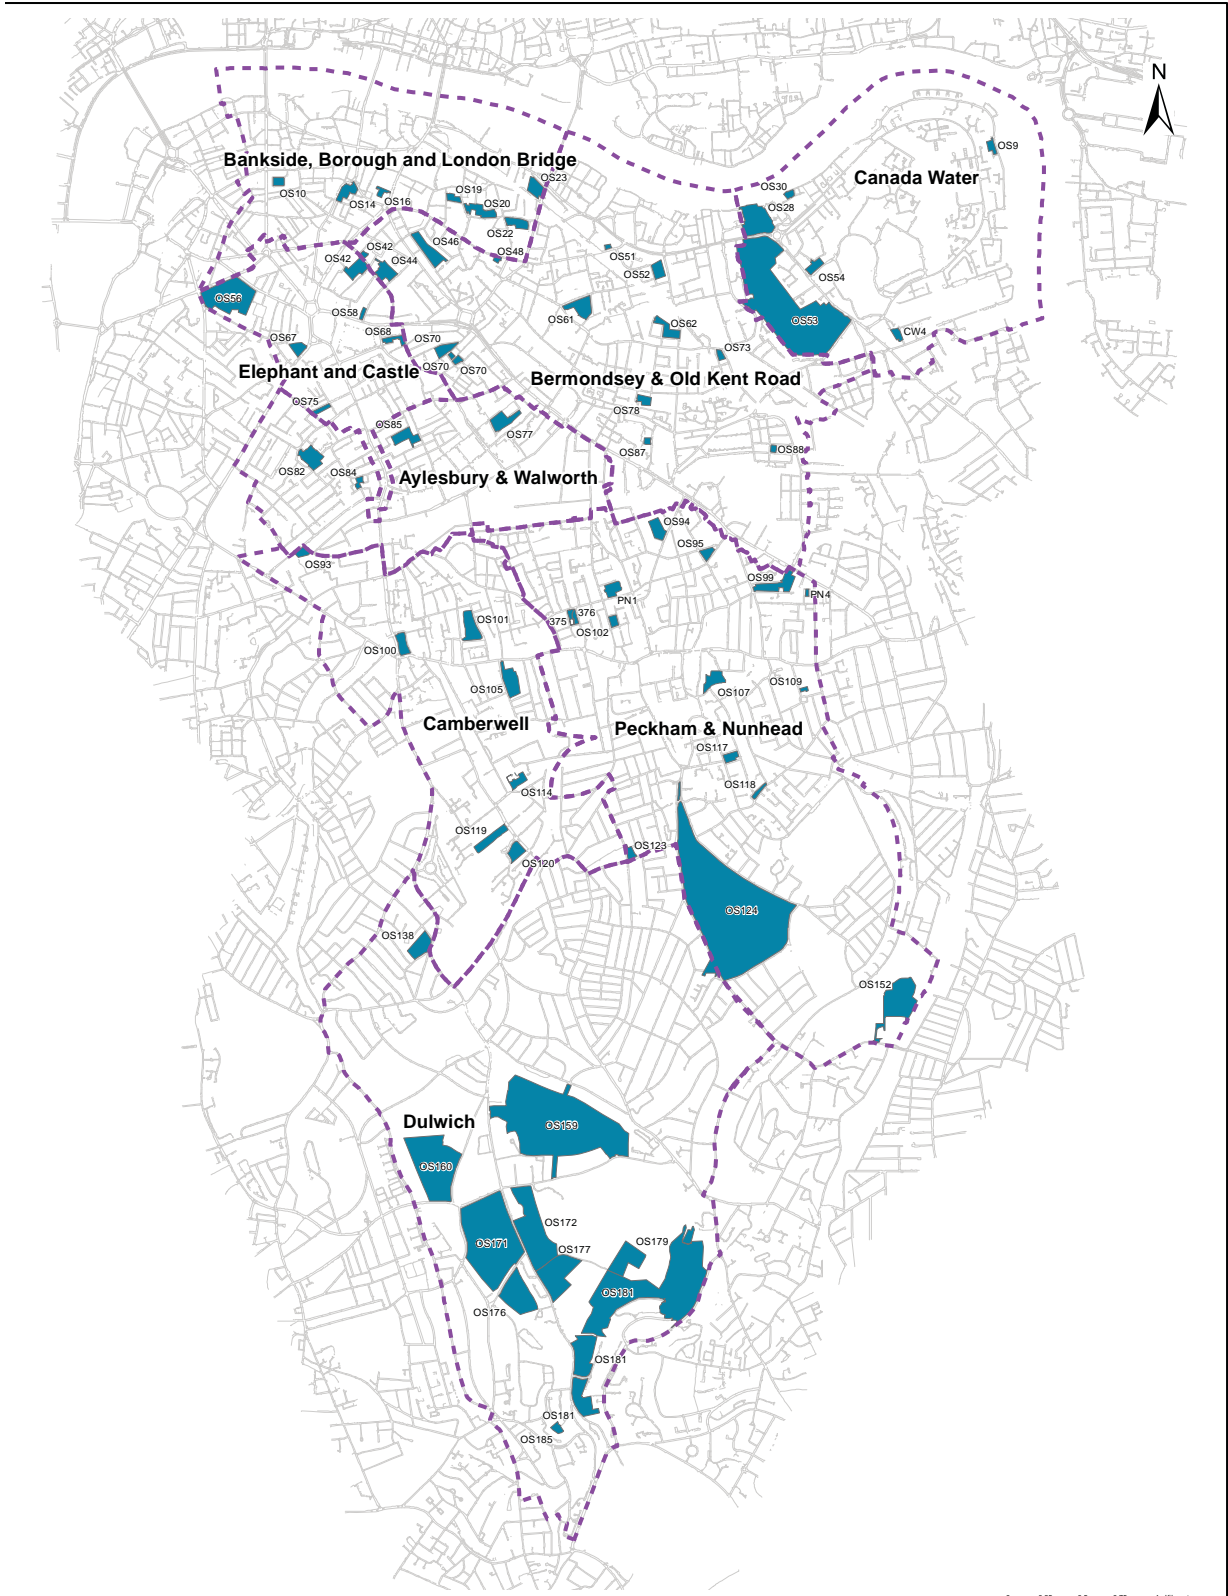 N
OS9
Bankside, Borough and London Bridge
Canada Water
OS10
OS14
OS16
OS19
OS20
OS22
OS23
OS30
OS28
OS42
OS42
OS44
OS46
OS48
OS51
OS52
OS54
OS56
OS58
OS61
OS62
OS53
CW4
OS67
OS68
OS70
OS70
OS70
OS73
Elephant and Castle
Bermondsey & Old Kent Road
OS75
OS78
OS85
OS77
OS87
OS88
OS82
OS84
Aylesbury & Walworth
OS94
OS95
OS93
OS99
PN4
PN1
376
375
OS102
OS101
OS100
OS105
OS107
OS109
Camberwell
Peckham & Nunhead
OS117
OS118
OS114
OS119
OS120
OS123
OS124
OS138
OS152
Dulwich
OS159
OS160
OS172
OS171
OS177
OS179
OS176
OS181
OS181
OS181
OS185